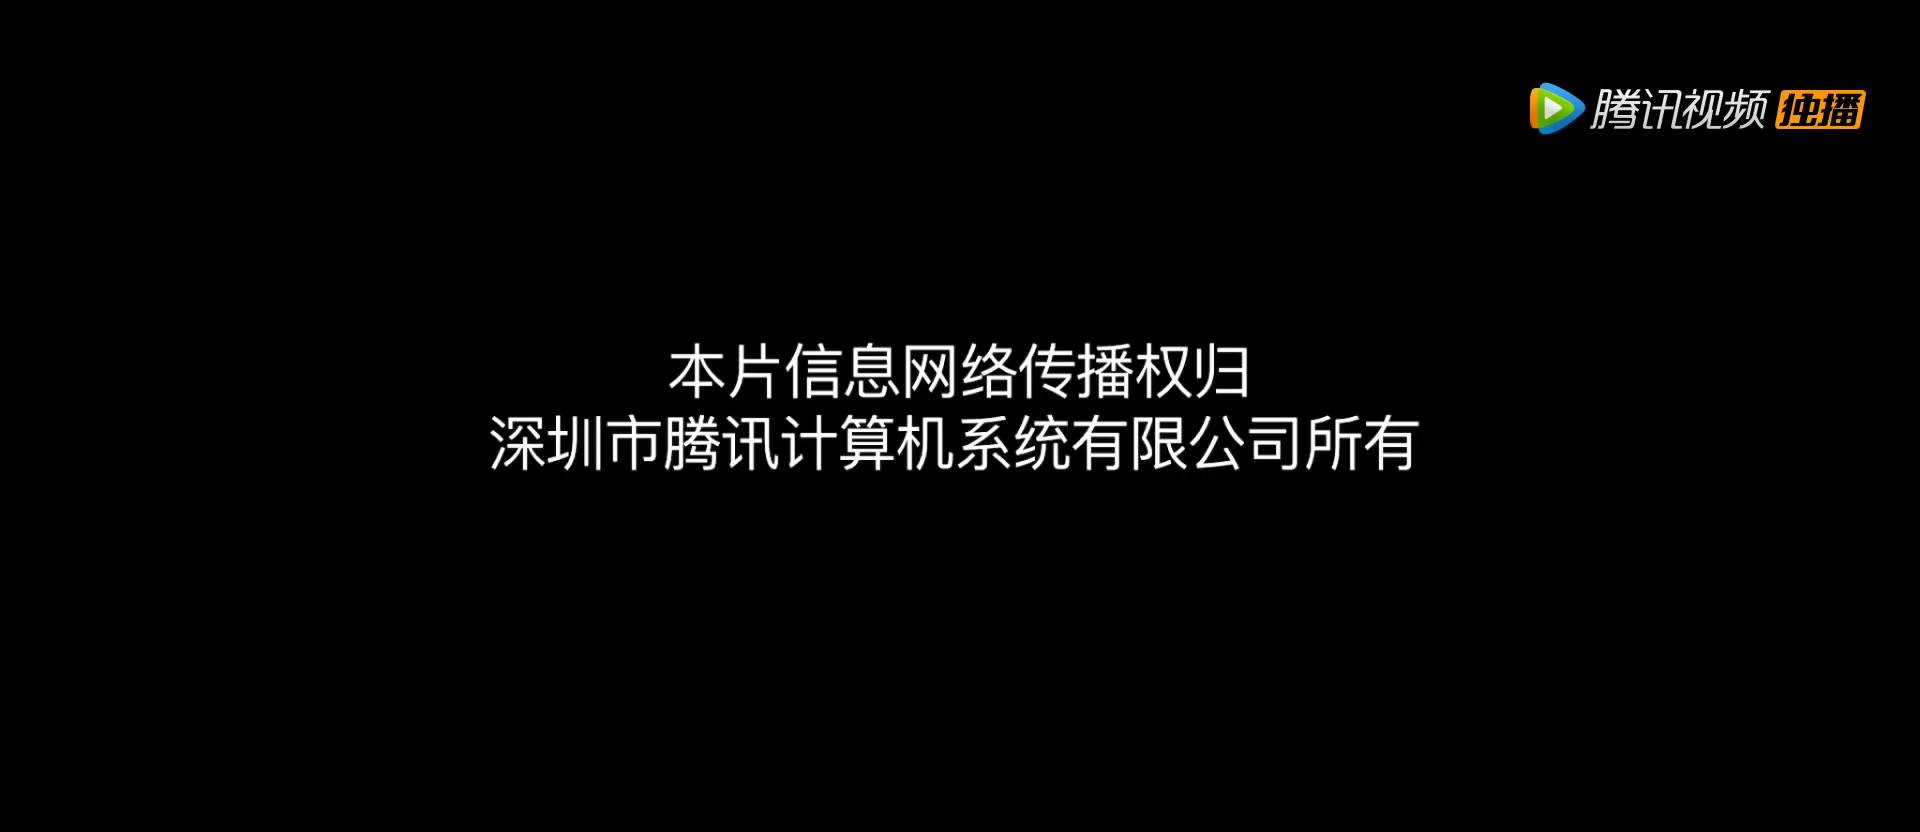 腾讯视频 独播
本片信息网络传播权归
深圳市腾讯计算机系统有限公司所有